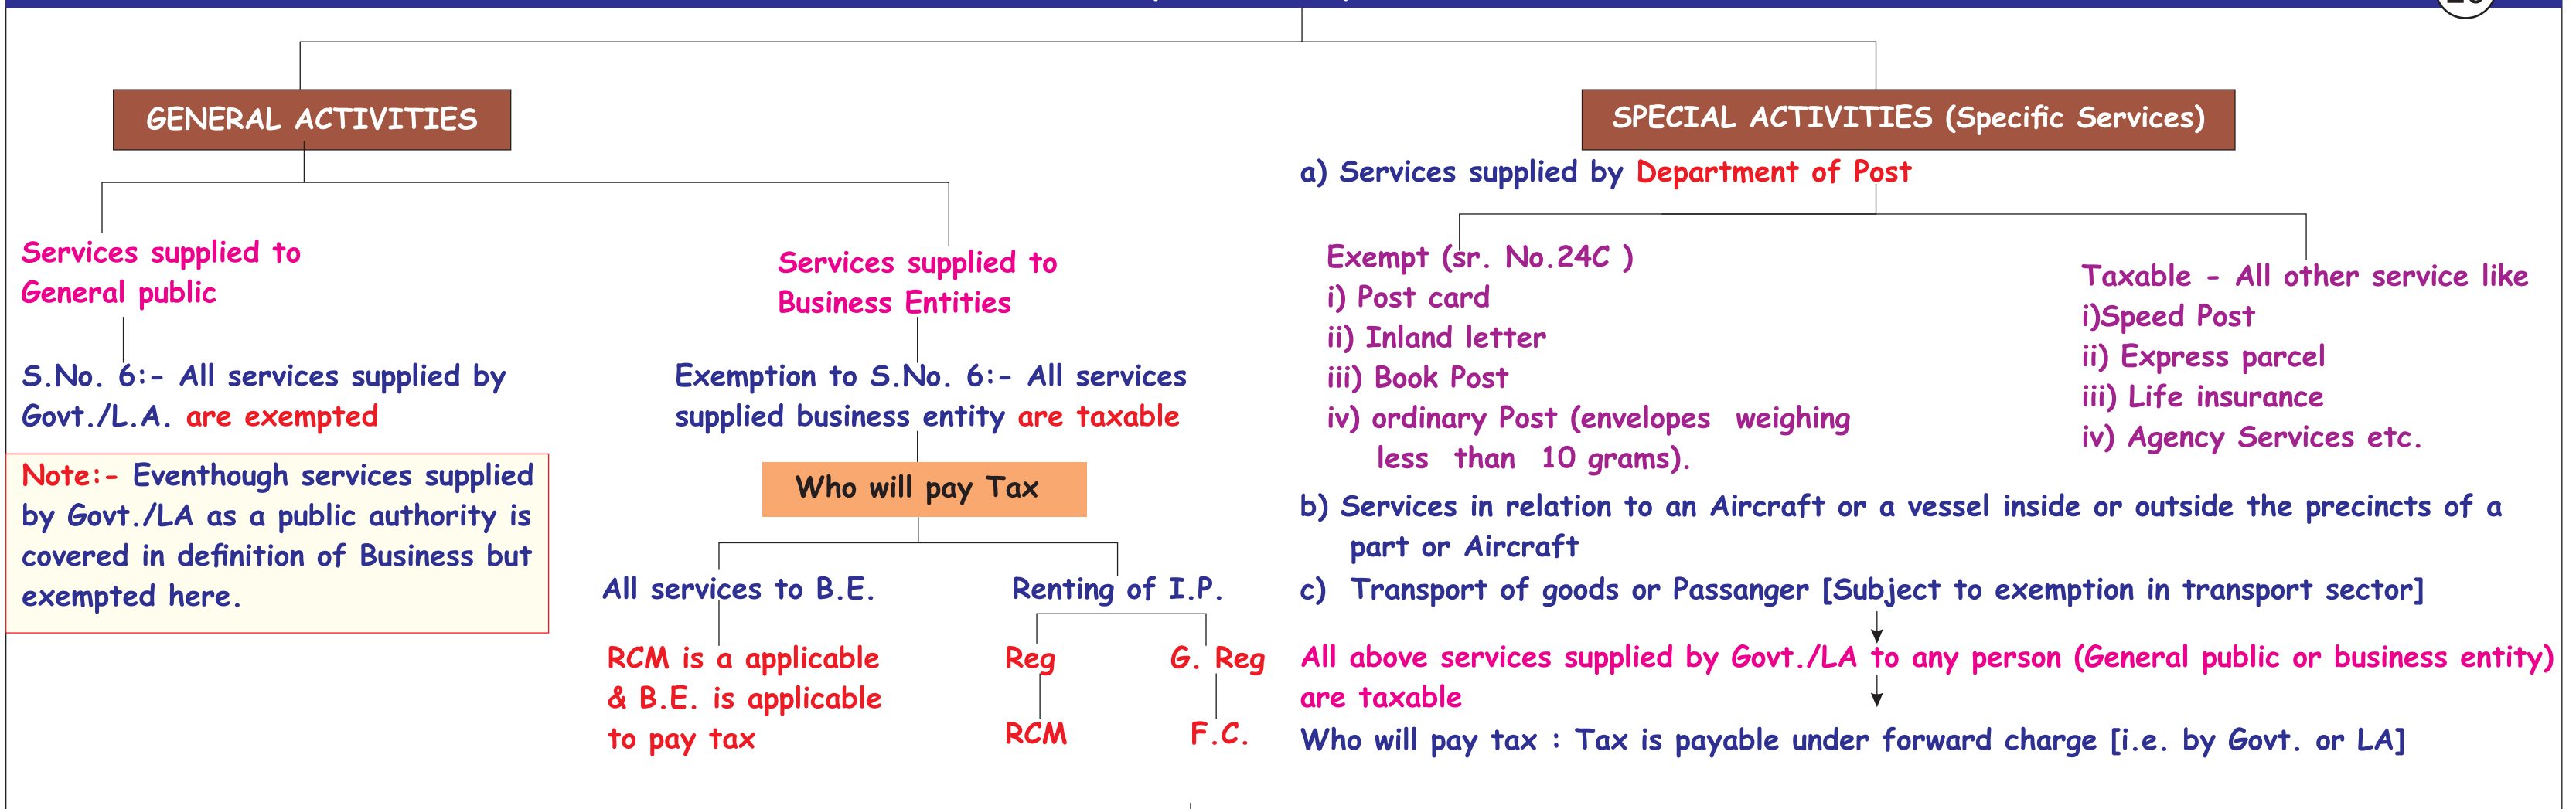 GENERAL ACTIVITIES
Services supplied to
General public
S.No. 6:- All services supplied by
Govt./L.A. are exempted
Note:- Eventhough services supplied
by Govt./LA as a public authority is
covered in definition of Business but
exempted here.
Services supplied to
Business Entities
Exemption to S.No. 6:- All services
supplied business entity are taxable
Who will pay Tax
All services to B.E.
RCM is a applicable
& B.E. is applicable
to pay tax
Renting of I.P.
Reg
RCM
G. Reg
F.C.
SPECIAL ACTIVITIES (Specific Services)
a) Services supplied by Department of Post
Exempt (sr. No.24C )
i) Post card
ii) Inland letter
iii) Book Post
iv) ordinary Post (envelopes weighing
less than 10 grams).
Taxable - All other service like
i)Speed Post
ii) Express parcel
iii) Life insurance
iv) Agency Services etc.
b) Services in relation to an Aircraft or a vessel inside or outside the precincts of a
part or Aircraft
c) Transport of goods or Passanger [Subject to exemption in transport sector]
All above services supplied by Govt./LA to any person (General public or business entity)
are taxable
Who will pay tax : Tax is payable under forward charge [i.e. by Govt. or LA]